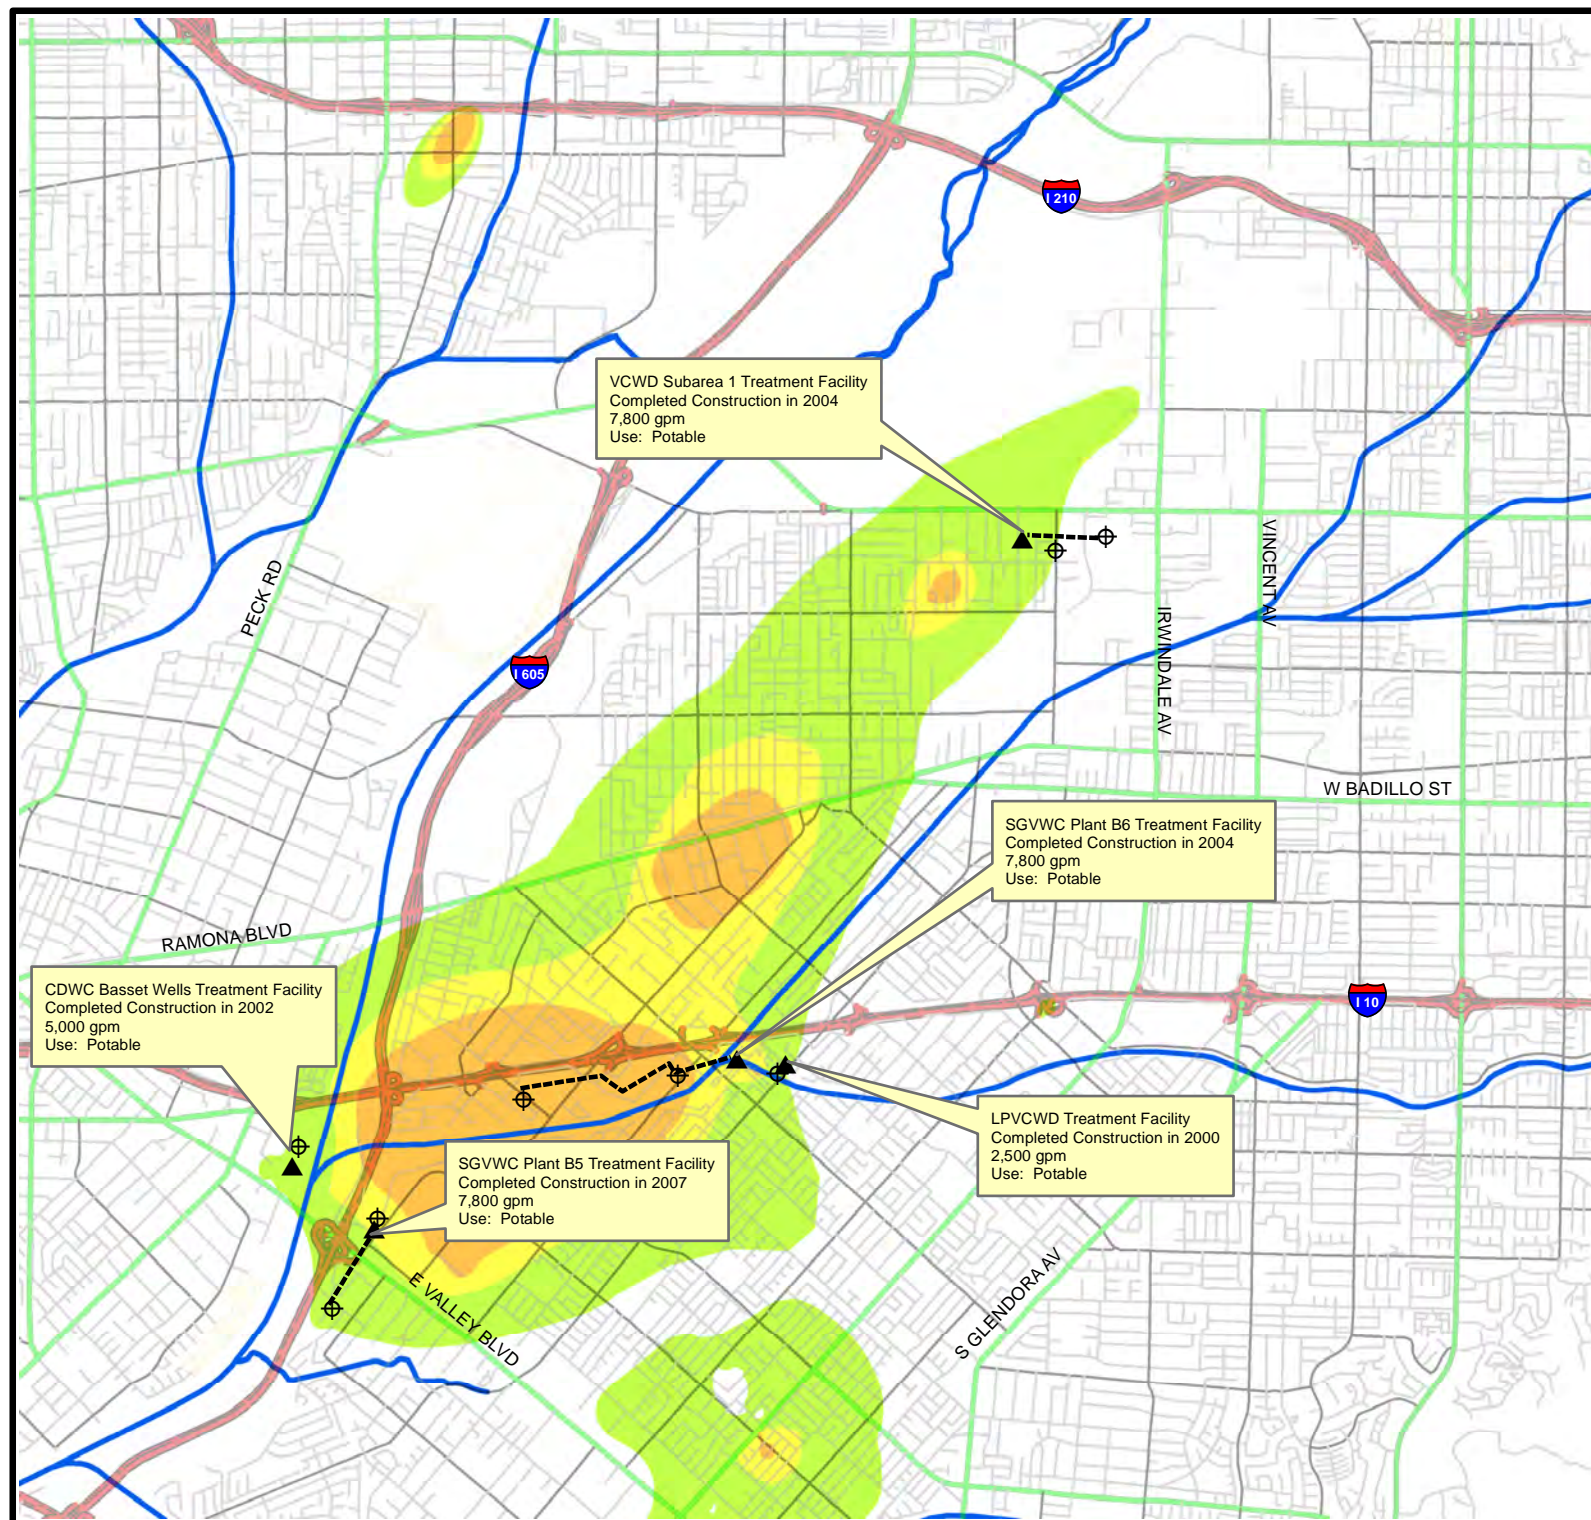 I 210
VCWD Subarea 1 Treatment Facility
Completed Construction in 2004
7,800 gpm
Use:  Potable
VINCENT AV
PECK RD
IRWINDALE AV
I 605
W BADILLO ST
SGVWC Plant B6 Treatment Facility
Completed Construction in 2004
7,800 gpm
Use:  Potable
RAMONA BLVD
CDWC Basset Wells Treatment Facility
Completed Construction in 2002
5,000 gpm
Use:  Potable
I 10
LPVCWD Treatment Facility
Completed Construction in 2000
2,500 gpm
Use:  Potable
SGVWC Plant B5 Treatment Facility
Completed Construction in 2007
7,800 gpm
Use:  Potable
E VALLEY BLVD
S GLENDORA AV